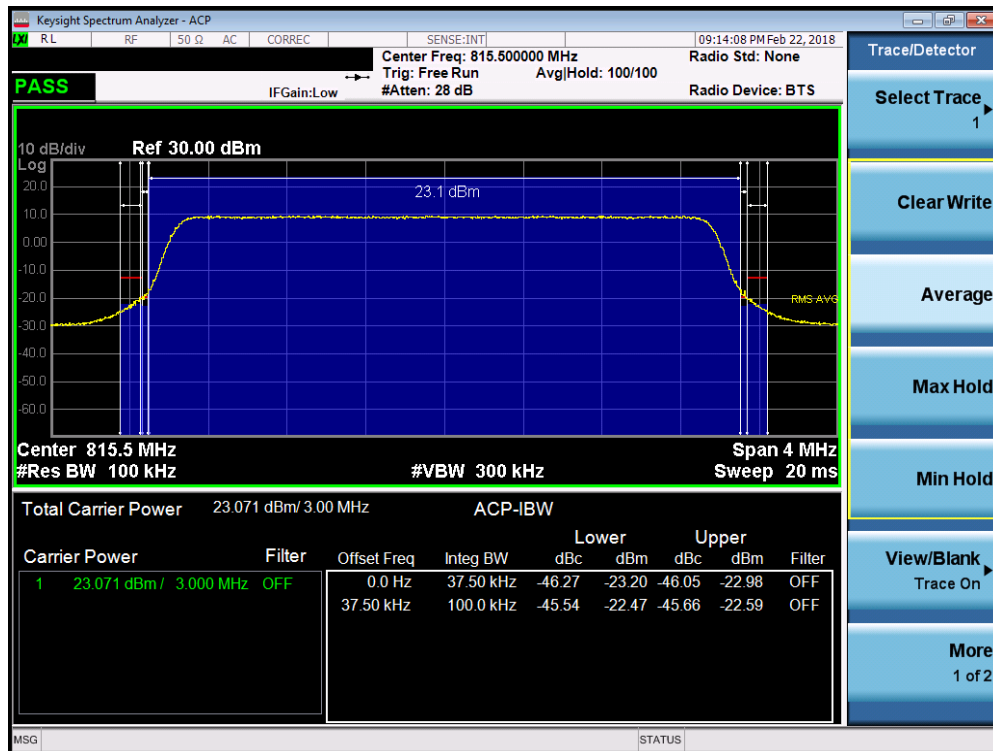 Keysight Spectrum Analyzer - ACP
LXI RL RF 50 Ω AC CORREC SENSE:INT 09:14:08 PM Feb 22, 2018
Center Freq: 815.500000 MHz Radio Std: None
Trig: Free Run Avg|Hold: 100/100
PASS IFGain:Low #Atten: 28 dB Radio Device: BTS
10 dB/div Ref 30.00 dBm
Log
20.0
23.1 dBm
10.0
0.00
-10.0
-20.0
RMS AVG
-30.0
-40.0
-50.0
-60.0
Center 815.5 MHz Span 4 MHz
#Res BW 100 kHz #VBW 300 kHz Sweep 20 ms
Total Carrier Power 23.071 dBm/ 3.00 MHz ACP-IBW
Lower Upper
Carrier Power Filter Offset Freq Integ BW dBc dBm dBc dBm Filter
1 23.071 dBm / 3.000 MHz OFF 0.0 Hz 37.50 kHz -46.27 -23.20 -46.05 -22.98 OFF
37.50 kHz 100.0 kHz -45.54 -22.47 -45.66 -22.59 OFF
MSG STATUS
Trace/Detector
Select Trace
1
Clear Write
Average
Max Hold
Min Hold
View/Blank
Trace On
More
1 of 2